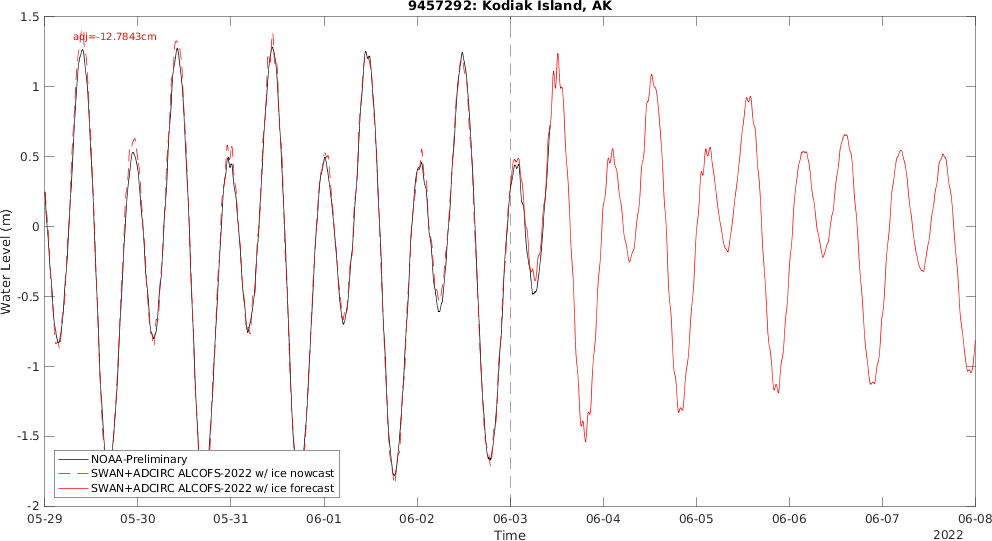 9457292: Kodiak Island, AK
adj=-12.7843cm
1.5
1
0.5
0
-0.5
-1
-1.5
-2
Water Level (m)
NOAA-Preliminary
SWAN+ADCIRC ALCOFS-2022 w/ ice nowcast
SWAN+ADCIRC ALCOFS-2022 w/ ice forecast
05-29 05-30 05-31 06-01 06-02 06-03 06-04 06-05 06-06 06-07 06-08
Time
2022